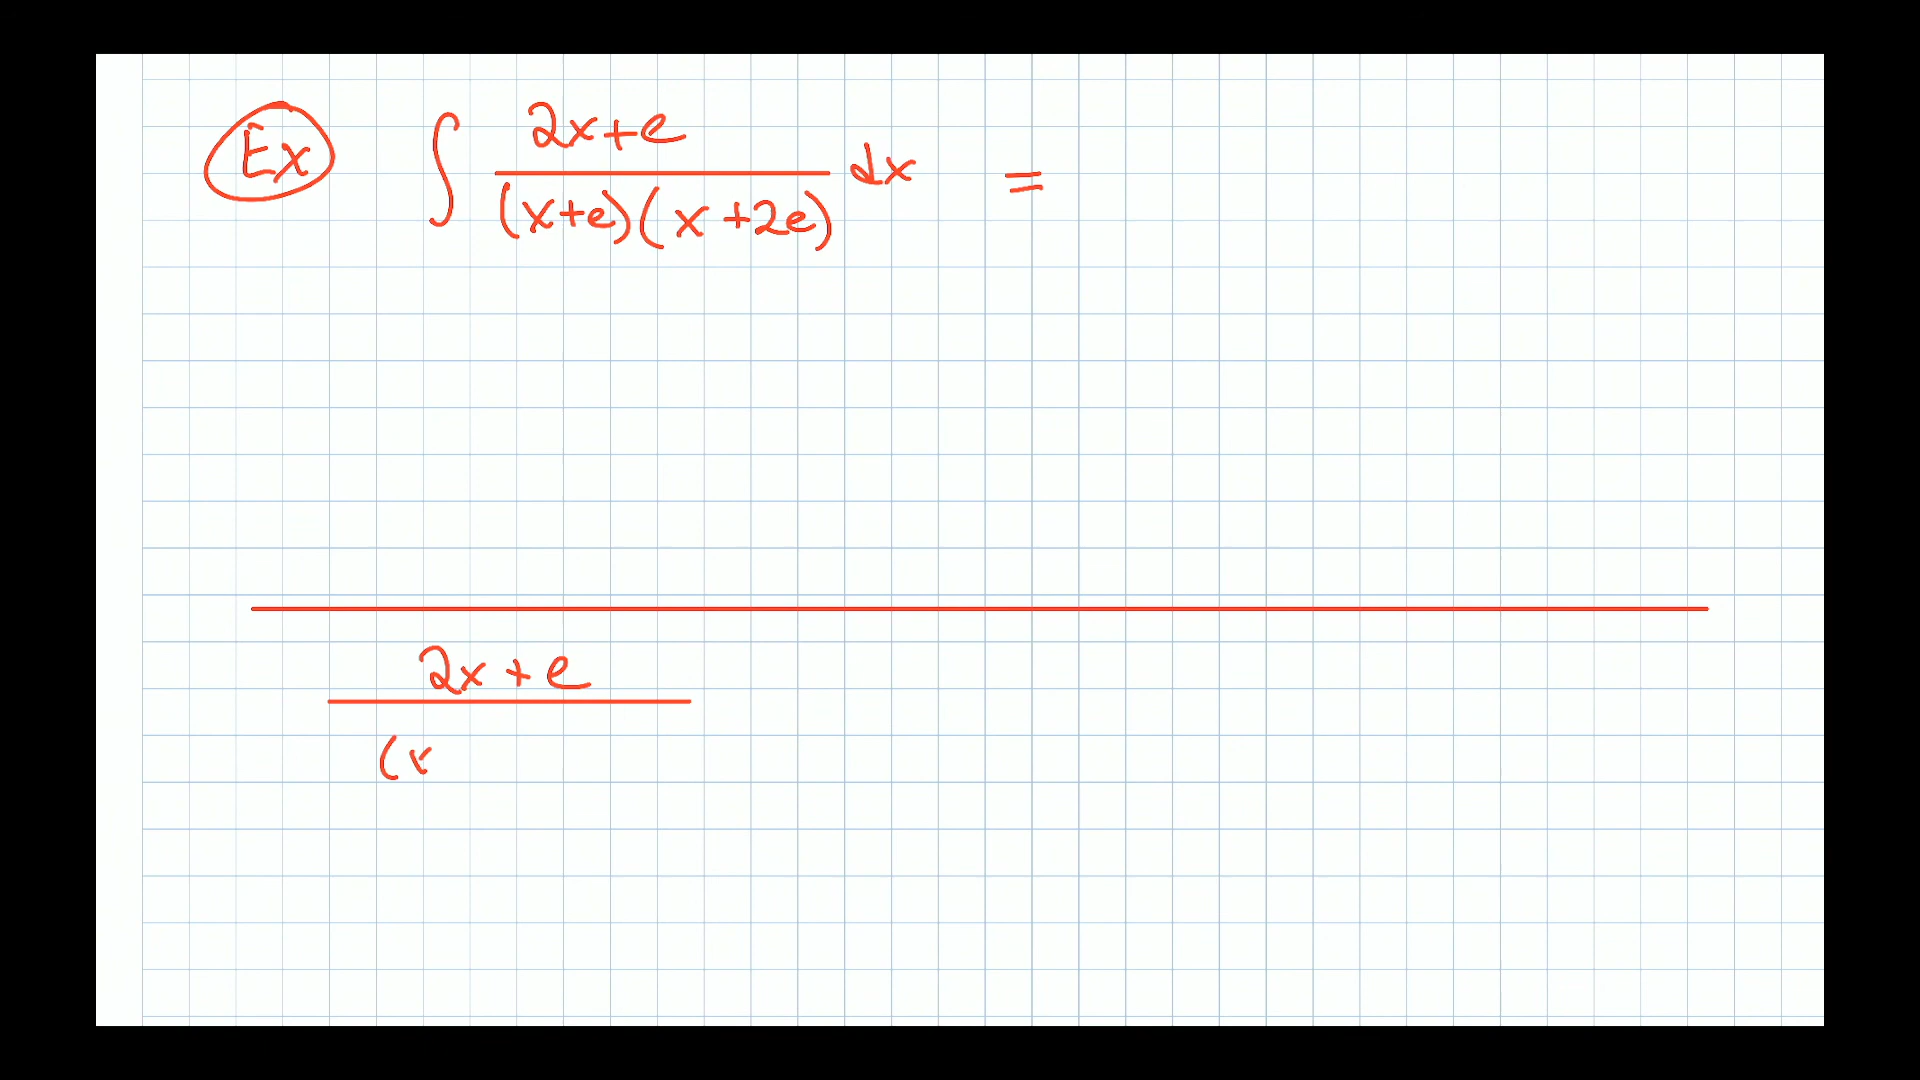 Ex ∫ (2x+e)/((x+e)(x+2e)) dx =
2x + e
(x